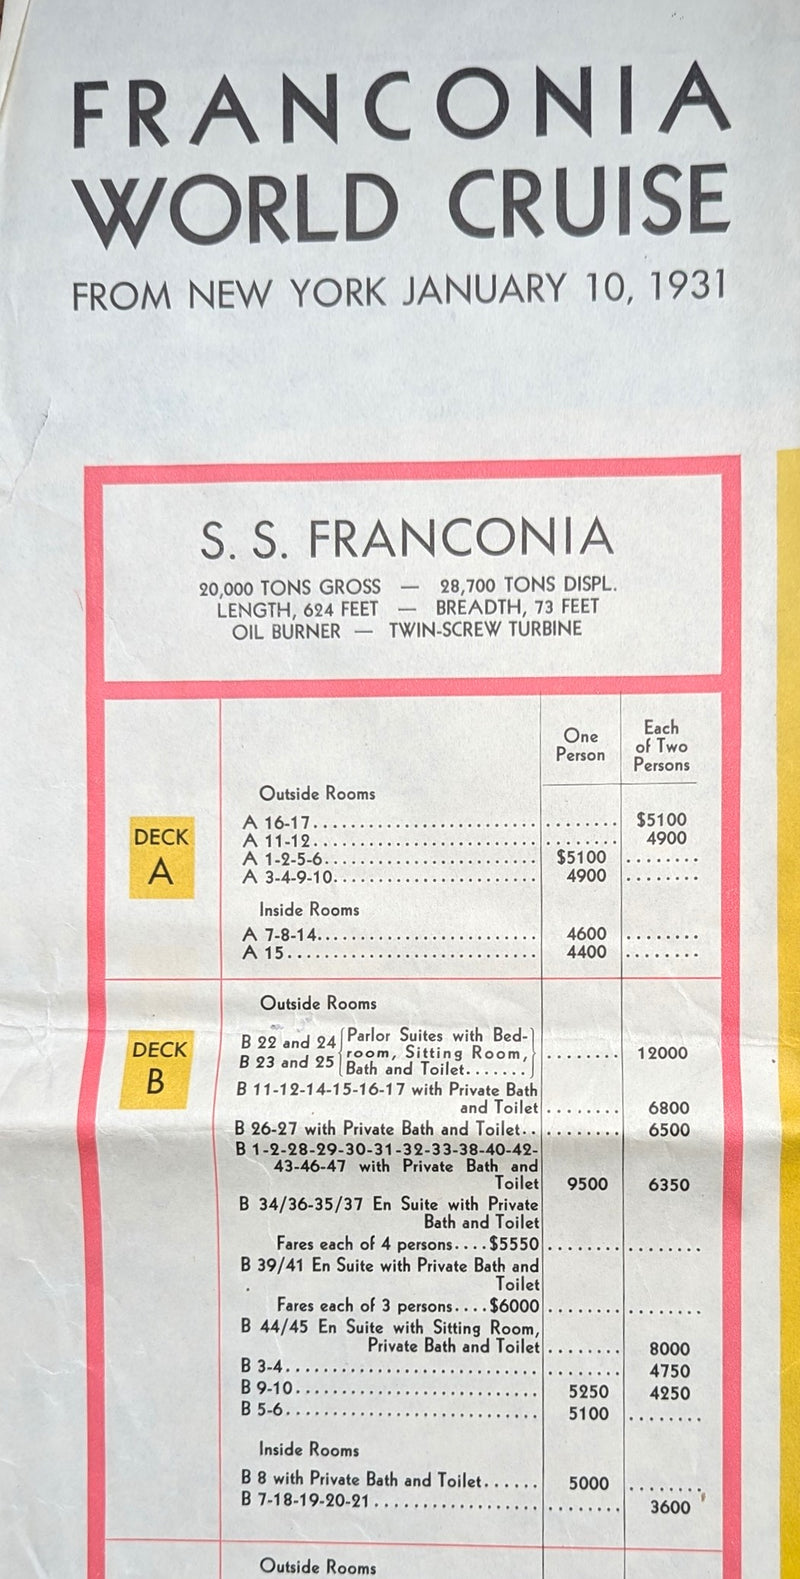 FRANCONIA
WORLD CRUISE
FROM NEW YORK JANUARY 10, 1931
S. S. FRANCONIA
20,000 TONS GROSS — 28,700 TONS DISPL.
LENGTH, 624 FEET — BREADTH, 73 FEET
OIL BURNER — TWIN-SCREW TURBINE
One Person Each of Two Persons
DECK A
Outside Rooms
A 16-17 ........ $5100
A 11-12 ........ 4900
A 1-2-5-6 $5100 ........
A 3-4-9-10 4900 ........
Inside Rooms
A 7-8-14 4600 ........
A 15 4400 ........
DECK B
Outside Rooms
B 22 and 24 Parlor Suites with Bed-
B 23 and 25 room, Sitting Room,
Bath and Toilet....... ........ 12000
B 11-12-14-15-16-17 with Private Bath
and Toilet ........ 6800
B 26-27 with Private Bath and Toilet.. ........ 6500
B 1-2-28-29-30-31-32-33-38-40-42-
43-46-47 with Private Bath and
Toilet 9500 6350
B 34/36-35/37 En Suite with Private
Bath and Toilet
Fares each of 4 persons....$5550 ........ ........
B 39/41 En Suite with Private Bath and
Toilet
Fares each of 3 persons....$6000 ........ ........
B 44/45 En Suite with Sitting Room,
Private Bath and Toilet ........ 8000
B 3-4 ........ 4750
B 9-10 5250 4250
B 5-6 5100 ........
Inside Rooms
B 8 with Private Bath and Toilet...... 5000 ........
B 7-18-19-20-21 ........ 3600
Outside Rooms